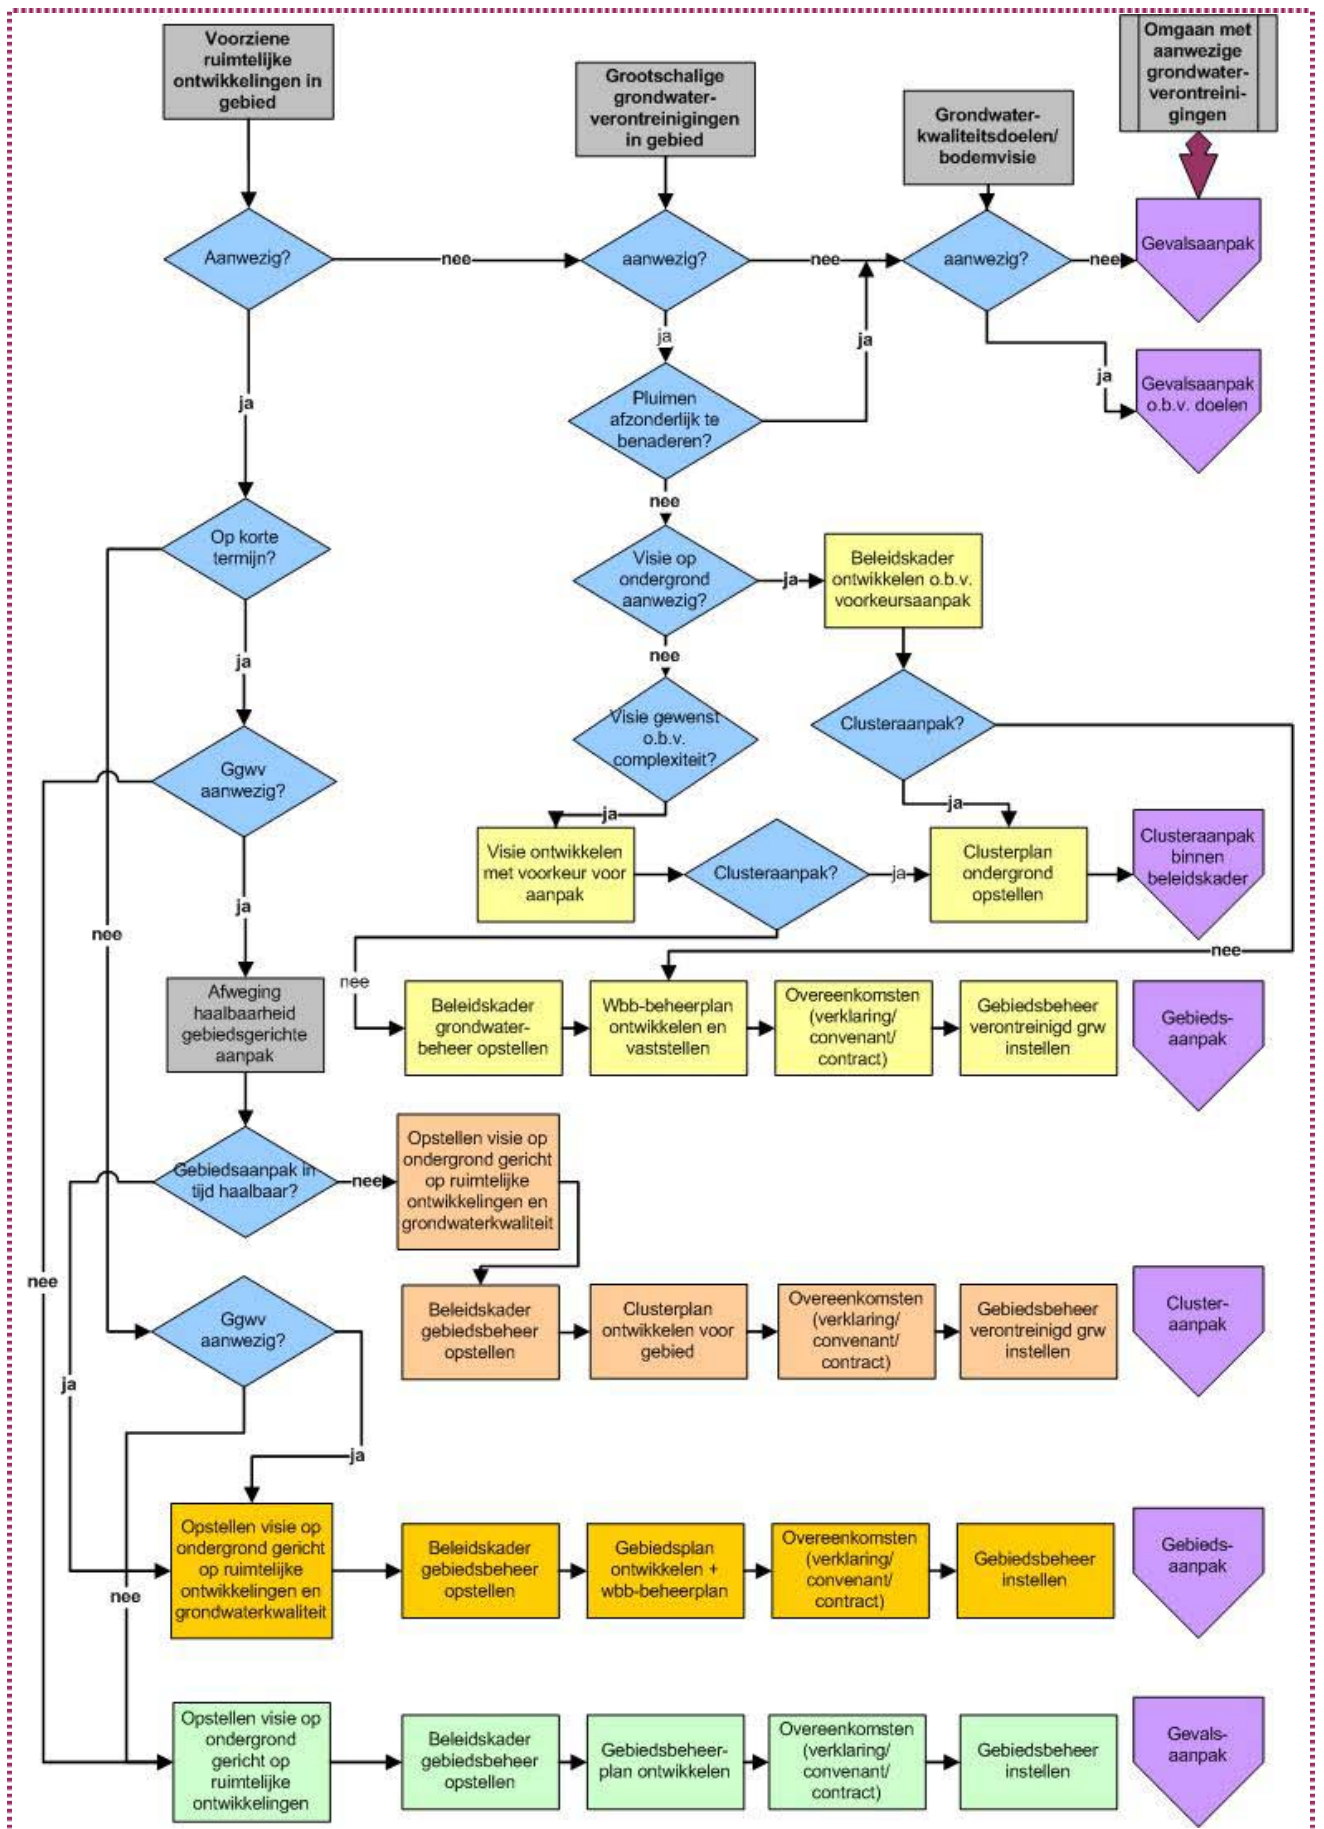 Voorziene
ruimtelijke
ontwikkelingen in
gebied
Grootschalige
grondwater-
verontreinigingen
in gebied
Grondwater-
kwaliteitsdoelen/
bodemvisie
Omgaan met
aanwezige
grondwater-
verontreini-
gingen
Aanwezig?
nee
aanwezig?
nee
aanwezig?
nee
Gevalsaanpak
ja
ja
ja
ja
Gevalsaanpak
o.b.v. doelen
Pluimen
afzonderlijk te
benaderen?
nee
Op korte
termijn?
Visie op
ondergrond
aanwezig?
ja
Beleidskader
ontwikkelen o.b.v.
voorkeursaanpak
ja
nee
Visie gewenst
o.b.v.
complexiteit?
Clusteraanpak?
Ggwv
aanwezig?
ja
ja
Visie ontwikkelen
met voorkeur voor
aanpak
Clusteraanpak?
ja
Clusterplan
ondergrond
opstellen
Clusteraanpak
binnen
beleidskader
ja
nee
nee
nee
Afweging
haalbaarheid
gebiedsgerichte
aanpak
Beleidskader
grondwater-
beheer opstellen
Wbb-beheerplan
ontwikkelen en
vaststellen
Overeenkomsten
(verklaring/
convenant/
contract)
Gebiedsbeheer
verontreinigd grw
instellen
Gebieds-
aanpak
Gebiedsaanpak in
tijd haalbaar?
nee
Opstellen visie op
ondergrond gericht
op ruimtelijke
ontwikkelingen en
grondwaterkwaliteit
nee
Ggwv
aanwezig?
Beleidskader
gebiedsbeheer
opstellen
Clusterplan
ontwikkelen voor
gebied
Overeenkomsten
(verklaring/
convenant/
contract)
Gebiedsbeheer
verontreinigd grw
instellen
Cluster-
aanpak
ja
ja
Opstellen visie op
ondergrond gericht
op ruimtelijke
ontwikkelingen en
grondwaterkwaliteit
Beleidskader
gebiedsbeheer
opstellen
Gebiedsplan
ontwikkelen +
wbb-beheerplan
Overeenkomsten
(verklaring/
convenant/
contract)
Gebiedsbeheer
instellen
Gebieds-
aanpak
nee
Opstellen visie op
ondergrond
gericht op
ruimtelijke
ontwikkelingen
Beleidskader
gebiedsbeheer
opstellen
Gebiedsbeheer-
plan ontwikkelen
Overeenkomsten
(verklaring/
convenant/
contract)
Gebiedsbeheer
instellen
Gevals-
aanpak